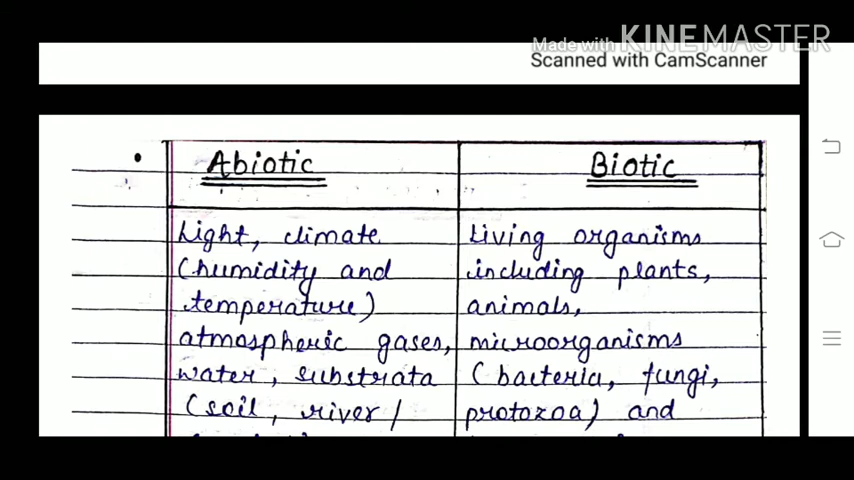 Made with KINEMASTER
Scanned with CamScanner
Abiotic
Biotic
Light, climate
(humidity and
temperature)
atmospheric gases,
water, substrata
(soil, river/
Living organisms
including plants,
animals,
microorganisms
(bacteria, fungi,
protozoa) and